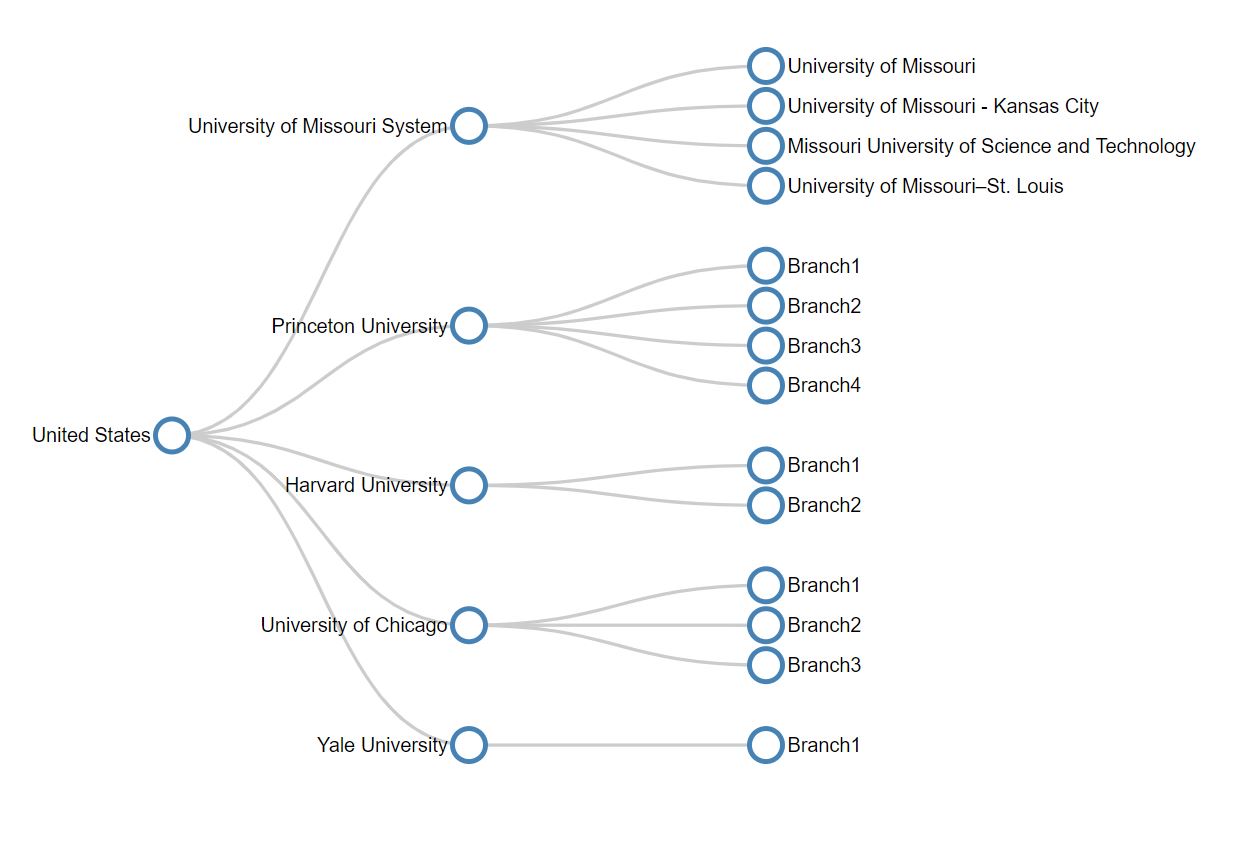 University of Missouri
University of Missouri System
University of Missouri - Kansas City
Missouri University of Science and Technology
University of Missouri–St. Louis
Branch1
Princeton University
Branch2
Branch3
Branch4
United States
Harvard University
Branch1
Branch2
Branch1
University of Chicago
Branch2
Branch3
Yale University
Branch1